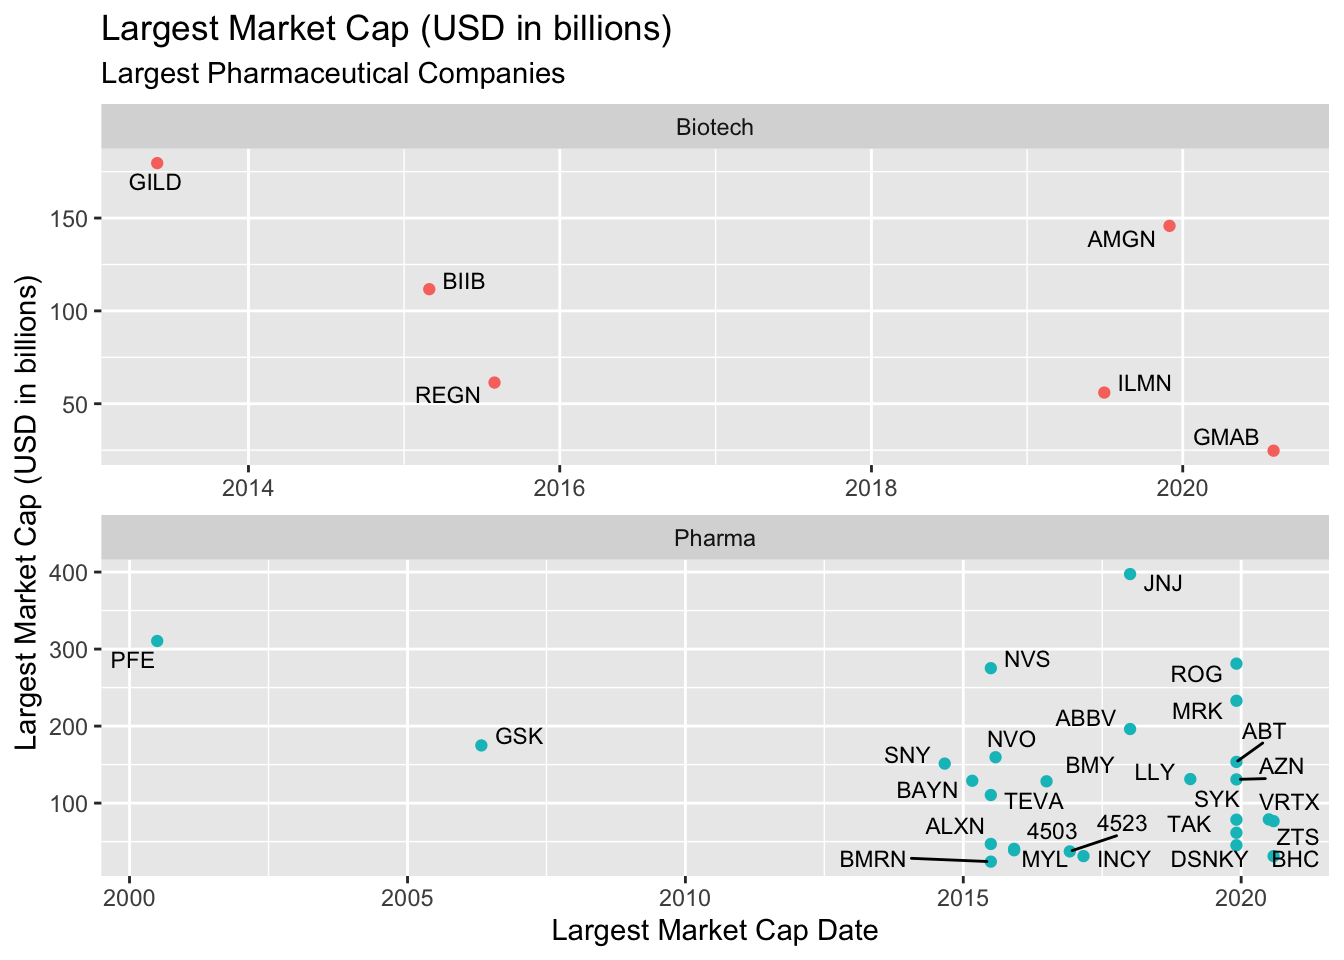 Largest Market Cap (USD in billions)
Largest Pharmaceutical Companies
Biotech
GILD
150
AMGN
BIIB
100
ILMN
REGN
50
GMAB
2014 2016 2018 2020
Largest Market Cap (USD in billions)
Pharma
400
JNJ
300
PFE
NVS
ROG
MRK
200
ABBV
ABT
GSK
NVO
SNY
BMY
LLY
AZN
BAYN
100
TEVA
SYK
VRTX
ALXN
4503
4523
TAK
ZTS
BMRN
MYL
INCY
DSNKY
BHC
2000 2005 2010 2015 2020
Largest Market Cap Date